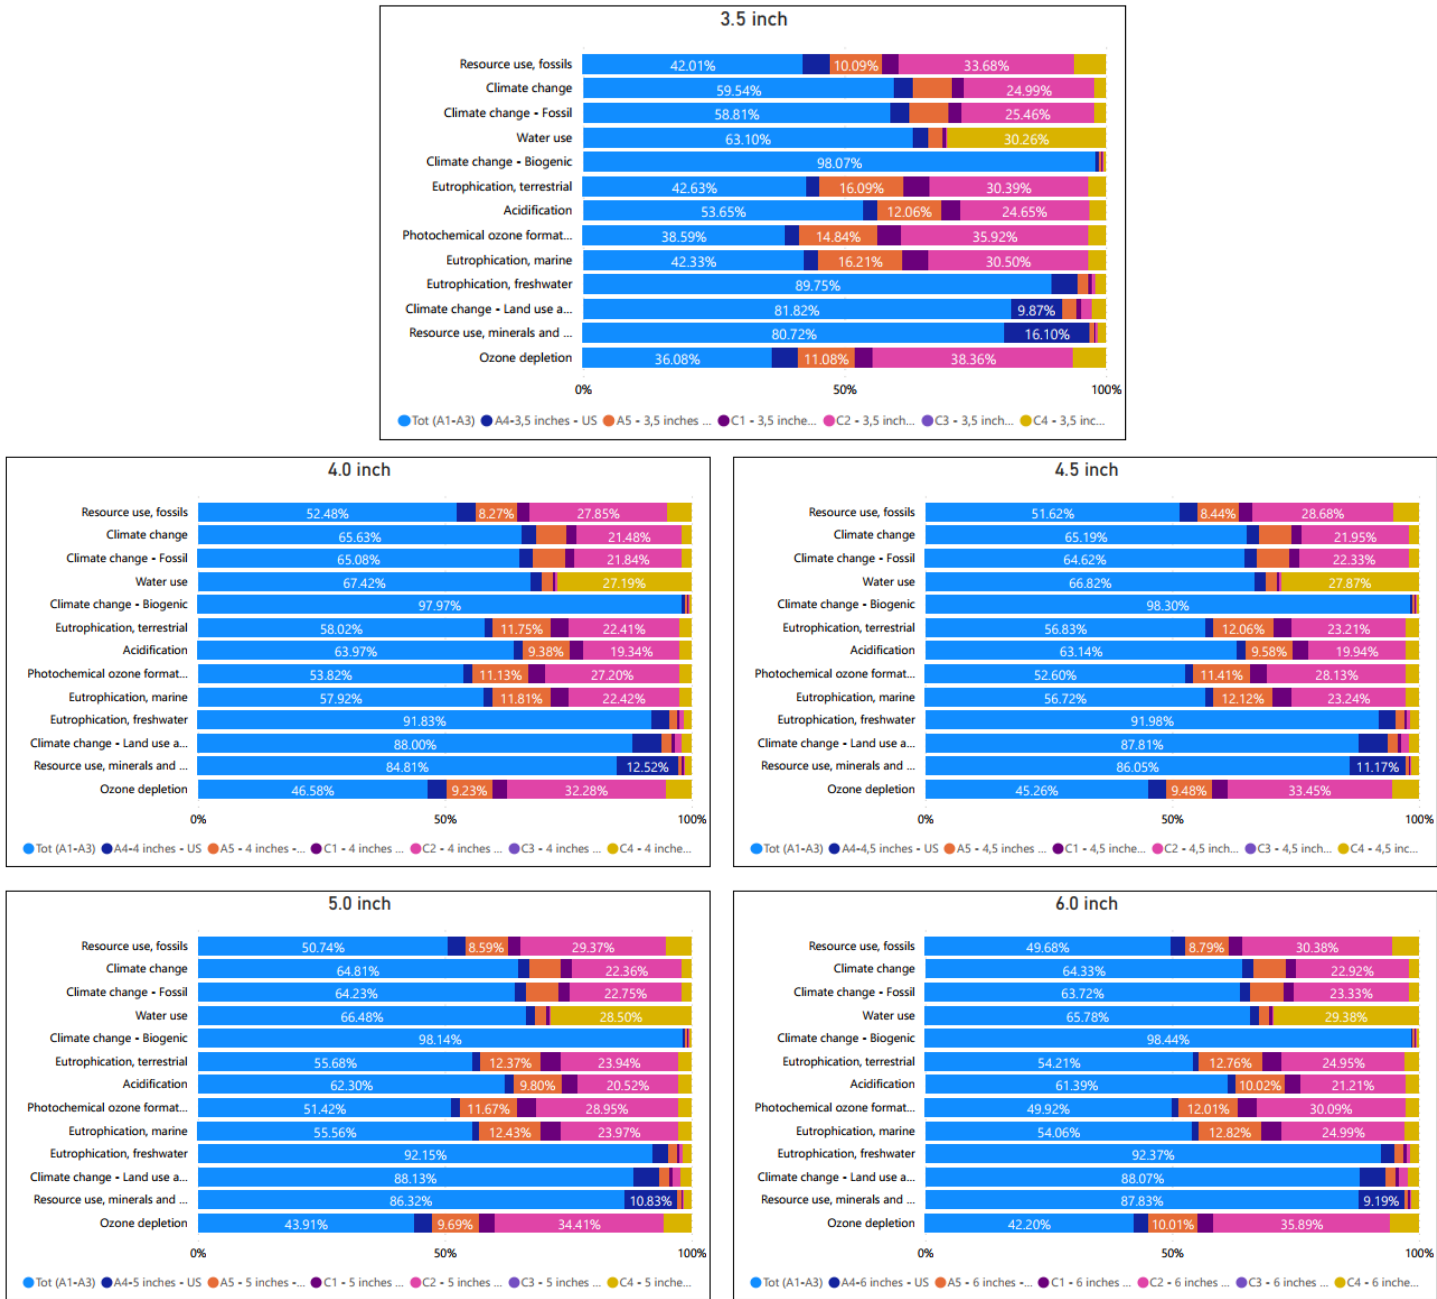 3.5 inch
Resource use, fossils 42.01% 10.09% 33.68%
Climate change 59.54% 24.99%
Climate change - Fossil 58.81% 25.46%
Water use 63.10% 30.26%
Climate change - Biogenic 98.07%
Eutrophication, terrestrial 42.63% 16.09% 30.39%
Acidification 53.65% 12.06% 24.65%
Photochemical ozone format... 38.59% 14.84% 35.92%
Eutrophication, marine 42.33% 16.21% 30.50%
Eutrophication, freshwater 89.75%
Climate change - Land use a... 81.82% 9.87%
Resource use, minerals and ... 80.72% 16.10%
Ozone depletion 36.08% 11.08% 38.36%
0% 50% 100%
Tot (A1-A3) A4-3,5 inches - US A5 - 3,5 inches ... C1 - 3,5 inche... C2 - 3,5 inch... C3 - 3,5 inch... C4 - 3,5 inc...
4.0 inch
Resource use, fossils 52.48% 8.27% 27.85%
Climate change 65.63% 21.48%
Climate change - Fossil 65.08% 21.84%
Water use 67.42% 27.19%
Climate change - Biogenic 97.97%
Eutrophication, terrestrial 58.02% 11.75% 22.41%
Acidification 63.97% 9.38% 19.34%
Photochemical ozone format... 53.82% 11.13% 27.20%
Eutrophication, marine 57.92% 11.81% 22.42%
Eutrophication, freshwater 91.83%
Climate change - Land use a... 88.00%
Resource use, minerals and ... 84.81% 12.52%
Ozone depletion 46.58% 9.23% 32.28%
0% 50% 100%
Tot (A1-A3) A4-4 inches - US A5 - 4 inches -... C1 - 4 inches ... C2 - 4 inches ... C3 - 4 inches ... C4 - 4 inche...
4.5 inch
Resource use, fossils 51.62% 8.44% 28.68%
Climate change 65.19% 21.95%
Climate change - Fossil 64.62% 22.33%
Water use 66.82% 27.87%
Climate change - Biogenic 98.30%
Eutrophication, terrestrial 56.83% 12.06% 23.21%
Acidification 63.14% 9.58% 19.94%
Photochemical ozone format... 52.60% 11.41% 28.13%
Eutrophication, marine 56.72% 12.12% 23.24%
Eutrophication, freshwater 91.98%
Climate change - Land use a... 87.81%
Resource use, minerals and ... 86.05% 11.17%
Ozone depletion 45.26% 9.48% 33.45%
0% 50% 100%
Tot (A1-A3) A4-4,5 inches - US A5 - 4,5 inches ... C1 - 4,5 inche... C2 - 4,5 inch... C3 - 4,5 inch... C4 - 4,5 inc...
5.0 inch
Resource use, fossils 50.74% 8.59% 29.37%
Climate change 64.81% 22.36%
Climate change - Fossil 64.23% 22.75%
Water use 66.48% 28.50%
Climate change - Biogenic 98.14%
Eutrophication, terrestrial 55.68% 12.37% 23.94%
Acidification 62.30% 9.80% 20.52%
Photochemical ozone format... 51.42% 11.67% 28.95%
Eutrophication, marine 55.56% 12.43% 23.97%
Eutrophication, freshwater 92.15%
Climate change - Land use a... 88.13%
Resource use, minerals and ... 86.32% 10.83%
Ozone depletion 43.91% 9.69% 34.41%
0% 50% 100%
Tot (A1-A3) A4-5 inches - US A5 - 5 inches -... C1 - 5 inches ... C2 - 5 inches ... C3 - 5 inches ... C4 - 5 inche...
6.0 inch
Resource use, fossils 49.68% 8.79% 30.38%
Climate change 64.33% 22.92%
Climate change - Fossil 63.72% 23.33%
Water use 65.78% 29.38%
Climate change - Biogenic 98.44%
Eutrophication, terrestrial 54.21% 12.76% 24.95%
Acidification 61.39% 10.02% 21.21%
Photochemical ozone format... 49.92% 12.01% 30.09%
Eutrophication, marine 54.06% 12.82% 24.99%
Eutrophication, freshwater 92.37%
Climate change - Land use a... 88.07%
Resource use, minerals and ... 87.83% 9.19%
Ozone depletion 42.20% 10.01% 35.89%
0% 50% 100%
Tot (A1-A3) A4-6 inches - US A5 - 6 inches -... C1 - 6 inches ... C2 - 6 inches ... C3 - 6 inches ... C4 - 6 inche...